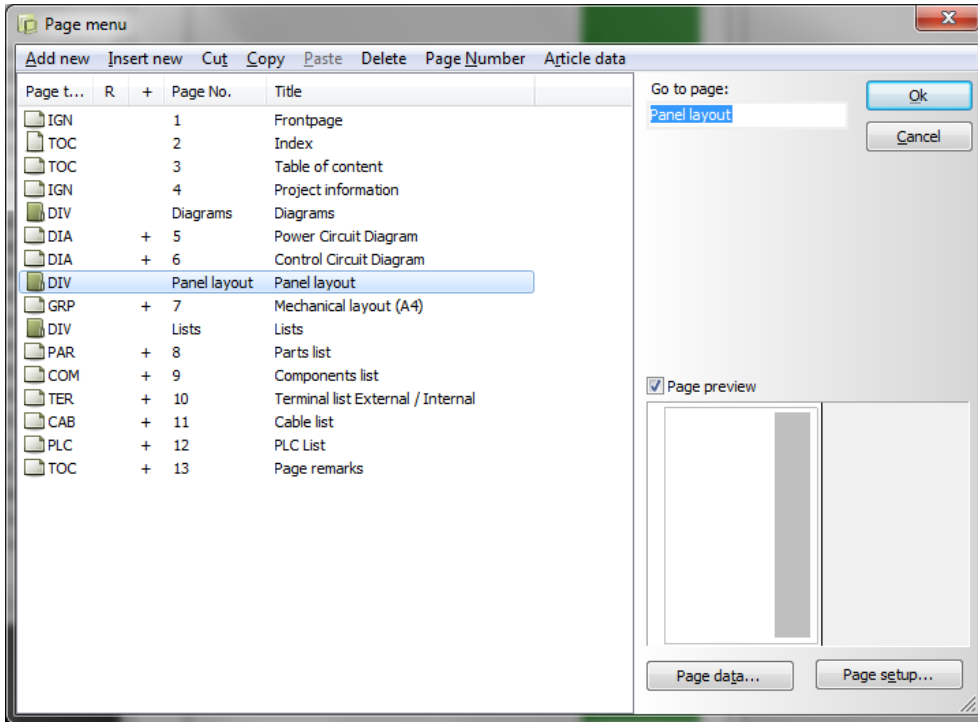 Page menu
Add new Insert new Cut Copy Paste Delete Page Number Article data
Page t... R + Page No. Title
IGN 1 Frontpage
TOC 2 Index
TOC 3 Table of content
IGN 4 Project information
DIV Diagrams Diagrams
DIA + 5 Power Circuit Diagram
DIA + 6 Control Circuit Diagram
DIV Panel layout Panel layout
GRP + 7 Mechanical layout (A4)
DIV Lists Lists
PAR + 8 Parts list
COM + 9 Components list
TER + 10 Terminal list External / Internal
CAB + 11 Cable list
PLC + 12 PLC List
TOC + 13 Page remarks
Go to page:
Panel layout
Ok
Cancel
Page preview
Page data... Page setup...